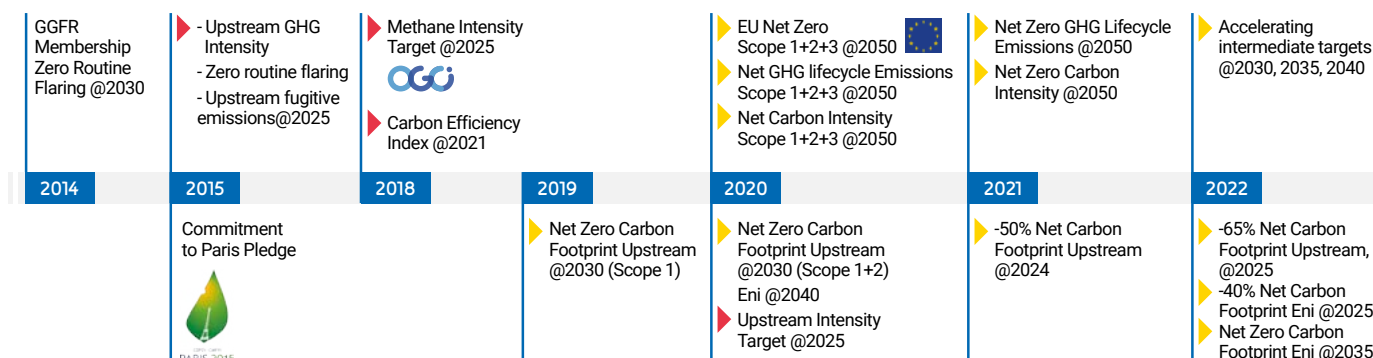 GGFR
Membership
Zero Routine
Flaring @2030
- Upstream GHG
Intensity
- Zero routine flaring
- Upstream fugitive
emissions@2025
Methane Intensity
Target @2025
OGCI
Carbon Efficiency
Index @2021
EU Net Zero
Scope 1+2+3 @2050
Net GHG lifecycle Emissions
Scope 1+2+3 @2050
Net Carbon Intensity
Scope 1+2+3 @2050
Net Zero GHG Lifecycle
Emissions @2050
Net Zero Carbon
Intensity @2050
Accelerating
intermediate targets
@2030, 2035, 2040
2014
2015
2018
2019
2020
2021
2022
Commitment
to Paris Pledge
PARIS 2015
Net Zero Carbon
Footprint Upstream
@2030 (Scope 1)
Net Zero Carbon
Footprint Upstream
@2030 (Scope 1+2)
Eni @2040
Upstream Intensity
Target @2025
-50% Net Carbon
Footprint Upstream
@2024
-65% Net Carbon
Footprint Upstream,
@2025
-40% Net Carbon
Footprint Eni @2025
Net Zero Carbon
Footprint Eni @2035